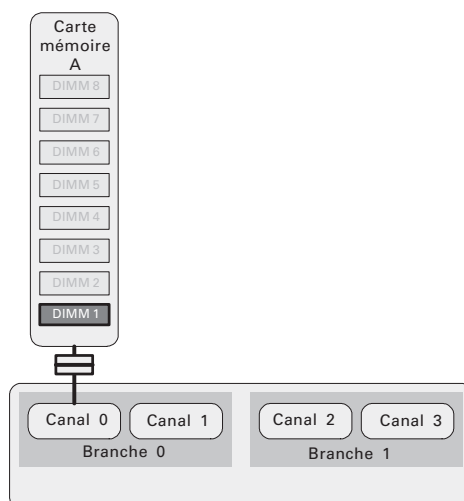 Carte
mémoire
A
DIMM 8
DIMM 7
DIMM 6
DIMM 5
DIMM 4
DIMM 3
DIMM 2
DIMM 1
Canal 0 Canal 1 Canal 2 Canal 3
Branche 0 Branche 1